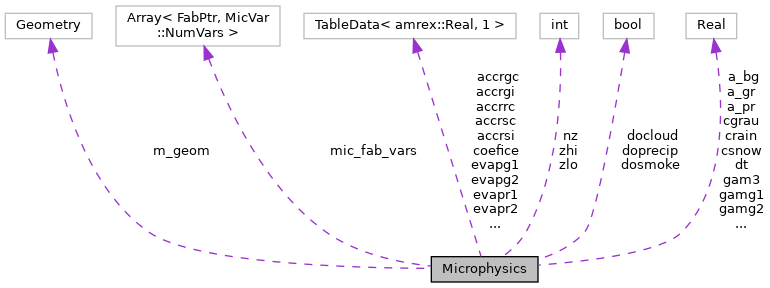 Geometry
Array< FabPtr, MicVar
::NumVars >
TableData< amrex::Real, 1 >
int
bool
Real
m_geom
mic_fab_vars
accrgc
accrgi
accrrc
accrsc
accrsi
coefice
evapg1
evapg2
evapr1
evapr2
...
nz
zhi
zlo
docloud
doprecip
dosmoke
a_bg
a_gr
a_pr
cgrau
crain
csnow
dt
gam3
gamg1
gamg2
...
Microphysics